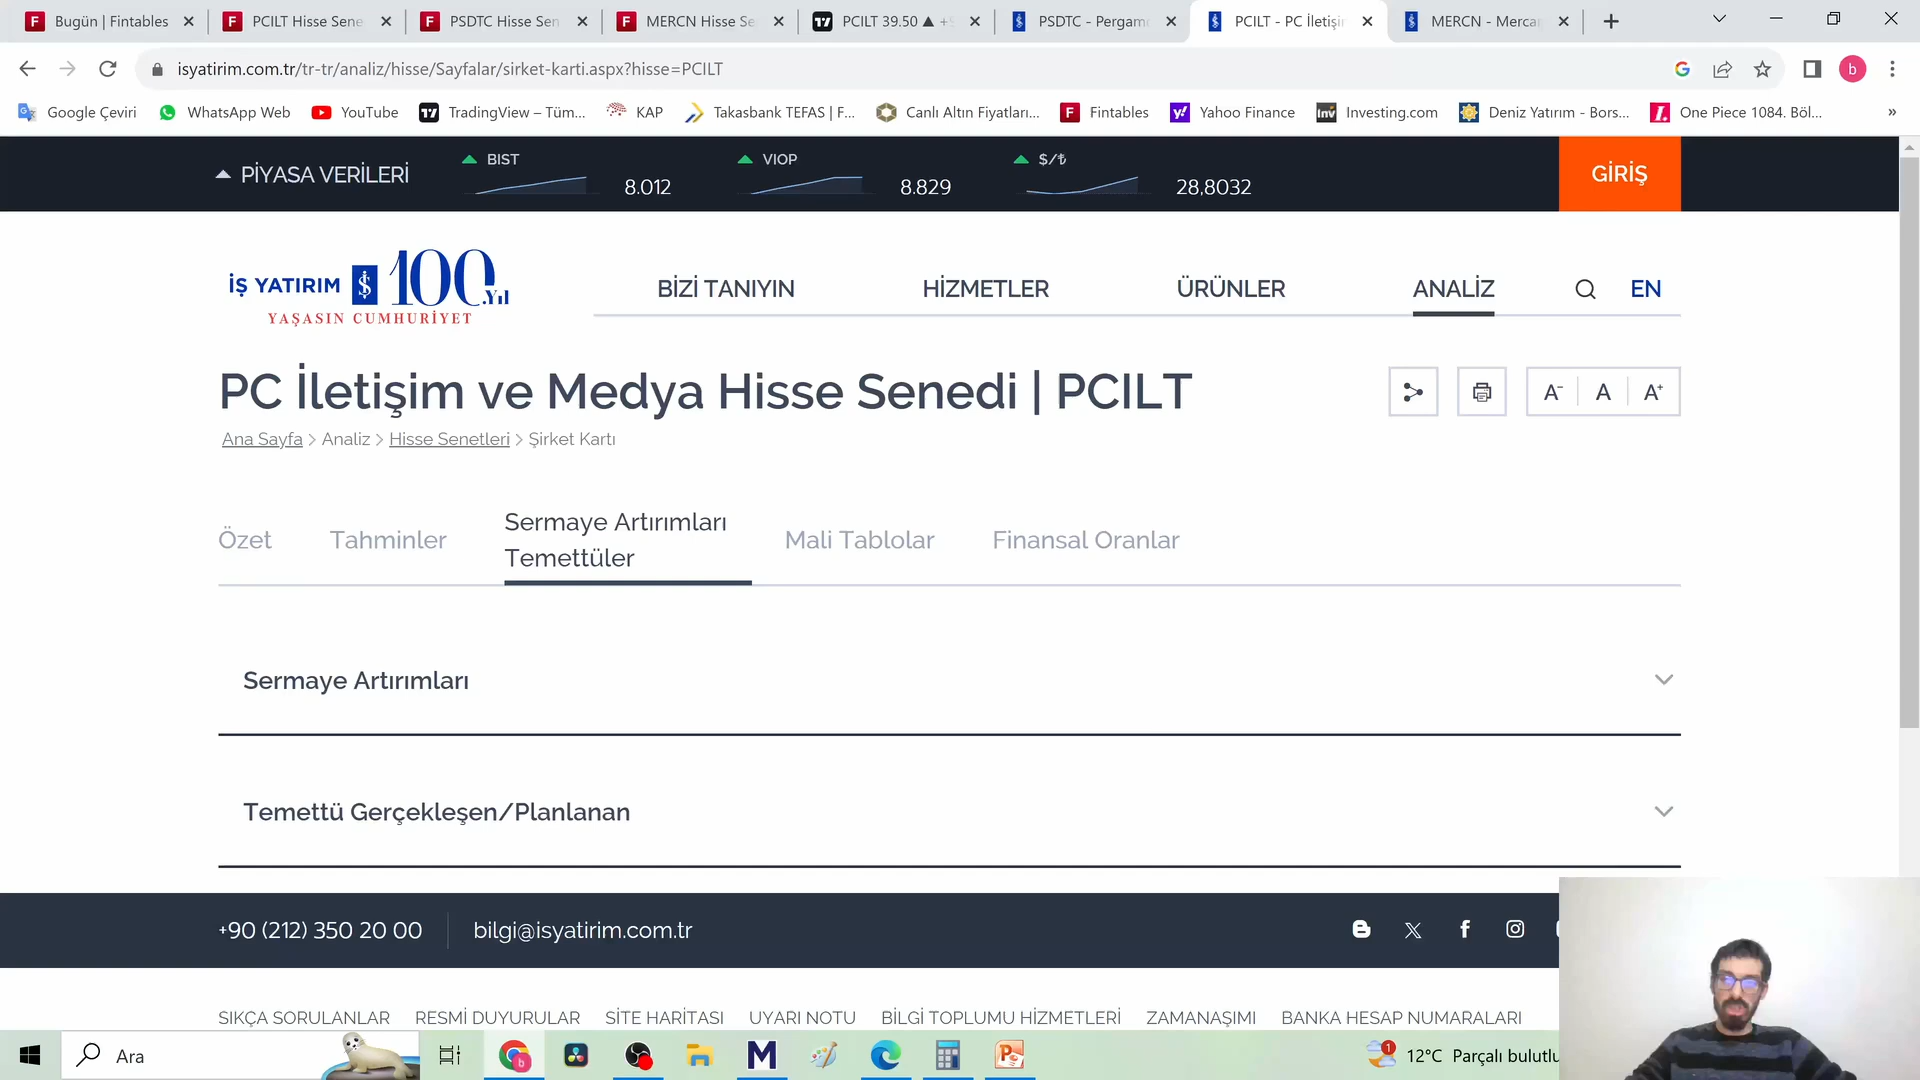 Bugün | Fintables
PCILT Hisse Sene
PSDTC Hisse Sen
MERCN Hisse Se
PCILT 39.50 ▲ +
PSDTC - Pergam
PCILT - PC İletişi
MERCN - Merca
isyatirim.com.tr/tr-tr/analiz/hisse/Sayfalar/sirket-karti.aspx?hisse=PCILT
b
Google Çeviri
WhatsApp Web
YouTube
TradingView – Tüm...
KAP
Takasbank TEFAS | F...
Canlı Altın Fiyatları...
Fintables
Yahoo Finance
Investing.com
Deniz Yatırım - Bors...
One Piece 1084. Böl...
»
PİYASA VERİLERİ
BIST
8.012
VIOP
8.829
$/₺
28,8032
GİRİŞ
İŞ YATIRIM 100.Yıl
YAŞASIN CUMHURİYET
BİZİ TANIYIN
HİZMETLER
ÜRÜNLER
ANALİZ
EN
PC İletişim ve Medya Hisse Senedi | PCILT
A- A A+
Ana Sayfa > Analiz > Hisse Senetleri > Şirket Kartı
Özet
Tahminler
Sermaye Artırımları
Temettüler
Mali Tablolar
Finansal Oranlar
Sermaye Artırımları
Temettü Gerçekleşen/Planlanan
+90 (212) 350 20 00
bilgi@isyatirim.com.tr
SIKÇA SORULANLAR
RESMİ DUYURULAR
SİTE HARİTASI
UYARI NOTU
BİLGİ TOPLUMU HİZMETLERİ
ZAMANAŞIMI
BANKA HESAP NUMARALARI
Ara
1
12°C Parçalı bulutlu